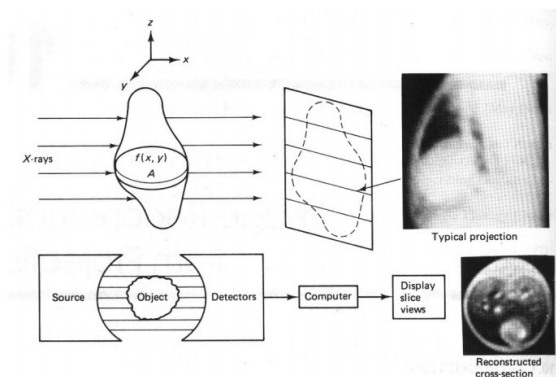 z
x
y
X-rays
f(x, y)
A
Typical projection
Source
Object
Detectors
Computer
Display
slice
views
Reconstructed
cross-section